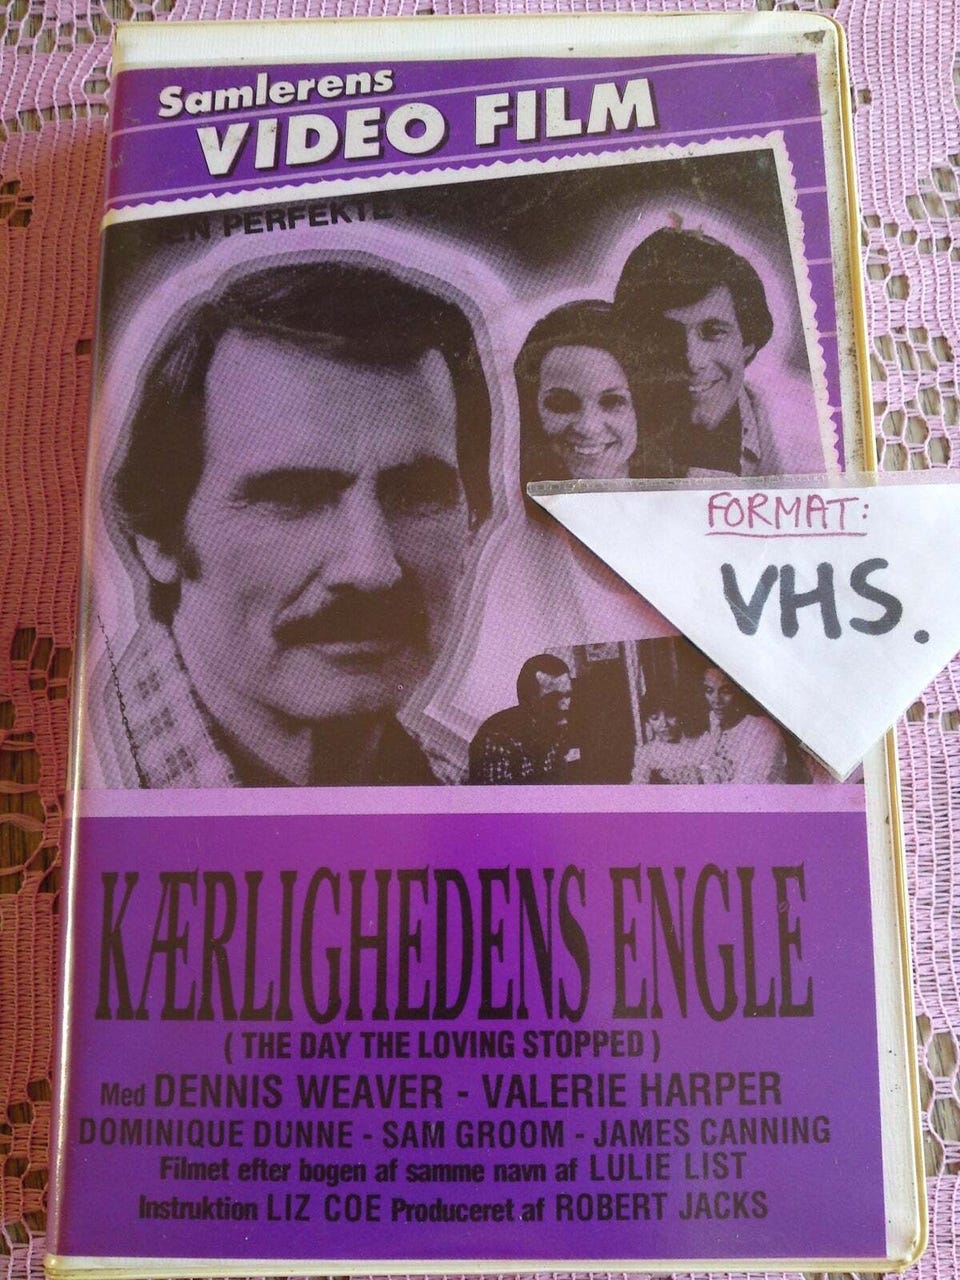 Samlerens
VIDEO FILM
EN PERFEKTE
FORMAT:
VHS.
KÆRLIGHEDENS ENGLE
( THE DAY THE LOVING STOPPED )
Med DENNIS WEAVER - VALERIE HARPER
DOMINIQUE DUNNE - SAM GROOM - JAMES CANNING
Filmet efter bogen af samme navn af LULIE LIST
Instruktion LIZ COE Produceret af ROBERT JACKS